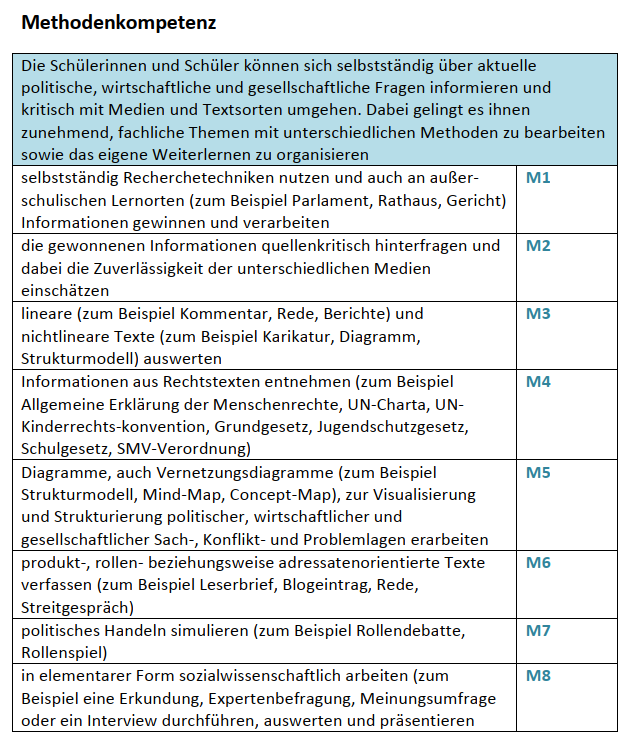 Methodenkompetenz
Die Schülerinnen und Schüler können sich selbstständig über aktuelle
politische, wirtschaftliche und gesellschaftliche Fragen informieren und
kritisch mit Medien und Textsorten umgehen. Dabei gelingt es ihnen
zunehmend, fachliche Themen mit unterschiedlichen Methoden zu bearbeiten
sowie das eigene Weiterlernen zu organisieren
selbstständig Recherchetechniken nutzen und auch an außer- M1
schulischen Lernorten (zum Beispiel Parlament, Rathaus, Gericht)
Informationen gewinnen und verarbeiten
die gewonnenen Informationen quellenkritisch hinterfragen und M2
dabei die Zuverlässigkeit der unterschiedlichen Medien
einschätzen
lineare (zum Beispiel Kommentar, Rede, Berichte) und M3
nichtlineare Texte (zum Beispiel Karikatur, Diagramm,
Strukturmodell) auswerten
Informationen aus Rechtstexten entnehmen (zum Beispiel M4
Allgemeine Erklärung der Menschenrechte, UN-Charta, UN-
Kinderrechts-konvention, Grundgesetz, Jugendschutzgesetz,
Schulgesetz, SMV-Verordnung)
Diagramme, auch Vernetzungsdiagramme (zum Beispiel M5
Strukturmodell, Mind-Map, Concept-Map), zur Visualisierung
und Strukturierung politischer, wirtschaftlicher und
gesellschaftlicher Sach-, Konflikt- und Problemlagen erarbeiten
produkt-, rollen- beziehungsweise adressatenorientierte Texte M6
verfassen (zum Beispiel Leserbrief, Blogeintrag, Rede,
Streitgespräch)
politisches Handeln simulieren (zum Beispiel Rollendebatte, M7
Rollenspiel)
in elementarer Form sozialwissenschaftlich arbeiten (zum M8
Beispiel eine Erkundung, Expertenbefragung, Meinungsumfrage
oder ein Interview durchführen, auswerten und präsentieren